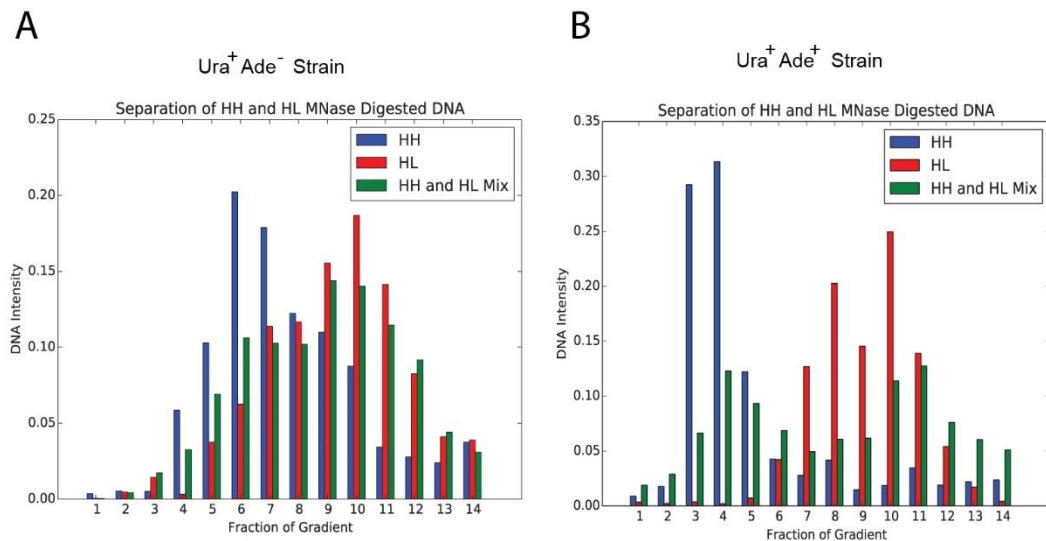 A
Ura+ Ade- Strain
Separation of HH and HL MNase Digested DNA
0.25
0.20
0.15
0.10
0.05
0.00
DNA Intensity
HH
HL
HH and HL Mix
1 2 3 4 5 6 7 8 9 10 11 12 13 14
Fraction of Gradient
B
Ura+ Ade+ Strain
Separation of HH and HL MNase Digested DNA
0.35
0.30
0.25
0.20
0.15
0.10
0.05
0.00
DNA Intensity
HH
HL
HH and HL Mix
1 2 3 4 5 6 7 8 9 10 11 12 13 14
Fraction of Gradient